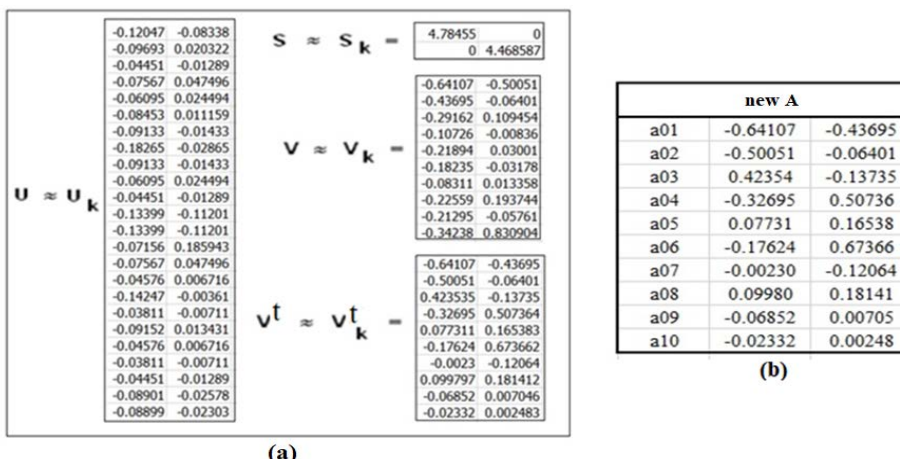 U ≈ U k
-0.12047 -0.08338
-0.09693 0.020322
-0.04451 -0.01289
-0.07567 0.047496
-0.06095 0.024494
-0.08453 0.011159
-0.09133 -0.01433
-0.18265 -0.02865
-0.09133 -0.01433
-0.06095 0.024494
-0.04451 -0.01289
-0.13399 -0.11201
-0.13399 -0.11201
-0.07156 0.185943
-0.07567 0.047496
-0.04576 0.006716
-0.14247 -0.00361
-0.03811 -0.00711
-0.09152 0.013431
-0.04576 0.006716
-0.03811 -0.00711
-0.04451 -0.01289
-0.08901 -0.02578
-0.08899 -0.02303
S ≈ S k =
4.78455 0
0 4.468587
V ≈ V k =
-0.64107 -0.50051
-0.43695 -0.06401
-0.29162 0.109454
-0.10726 -0.00836
-0.21894 0.03001
-0.18235 -0.03178
-0.08311 0.013358
-0.22559 0.193744
-0.21295 -0.05761
-0.34238 0.830904
V t ≈ V t k =
-0.64107 -0.43695
-0.50051 -0.06401
0.423535 -0.13735
-0.32695 0.507364
0.077311 0.165383
-0.17624 0.673662
-0.0023 -0.12064
0.099797 0.181412
-0.06852 0.007046
-0.02332 0.002483
(a)
new A
a01 -0.64107 -0.43695
a02 -0.50051 -0.06401
a03 0.42354 -0.13735
a04 -0.32695 0.50736
a05 0.07731 0.16538
a06 -0.17624 0.67366
a07 -0.00230 -0.12064
a08 0.09980 0.18141
a09 -0.06852 0.00705
a10 -0.02332 0.00248
(b)